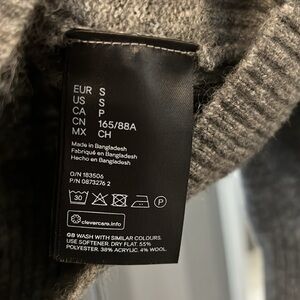 EUR S
US S
CA P
CN 165/88A
MX CH
Made in Bangladesh
Fabriqué en Bangladesh
Hecho en Bangladesh
O/N 183506
P/N 0873276 2
30 P
clevercare.info
GB WASH WITH SIMILAR COLOURS.
USE SOFTENER. DRY FLAT. 55%
POLYESTER. 38% ACRYLIC. 4% WOOL.